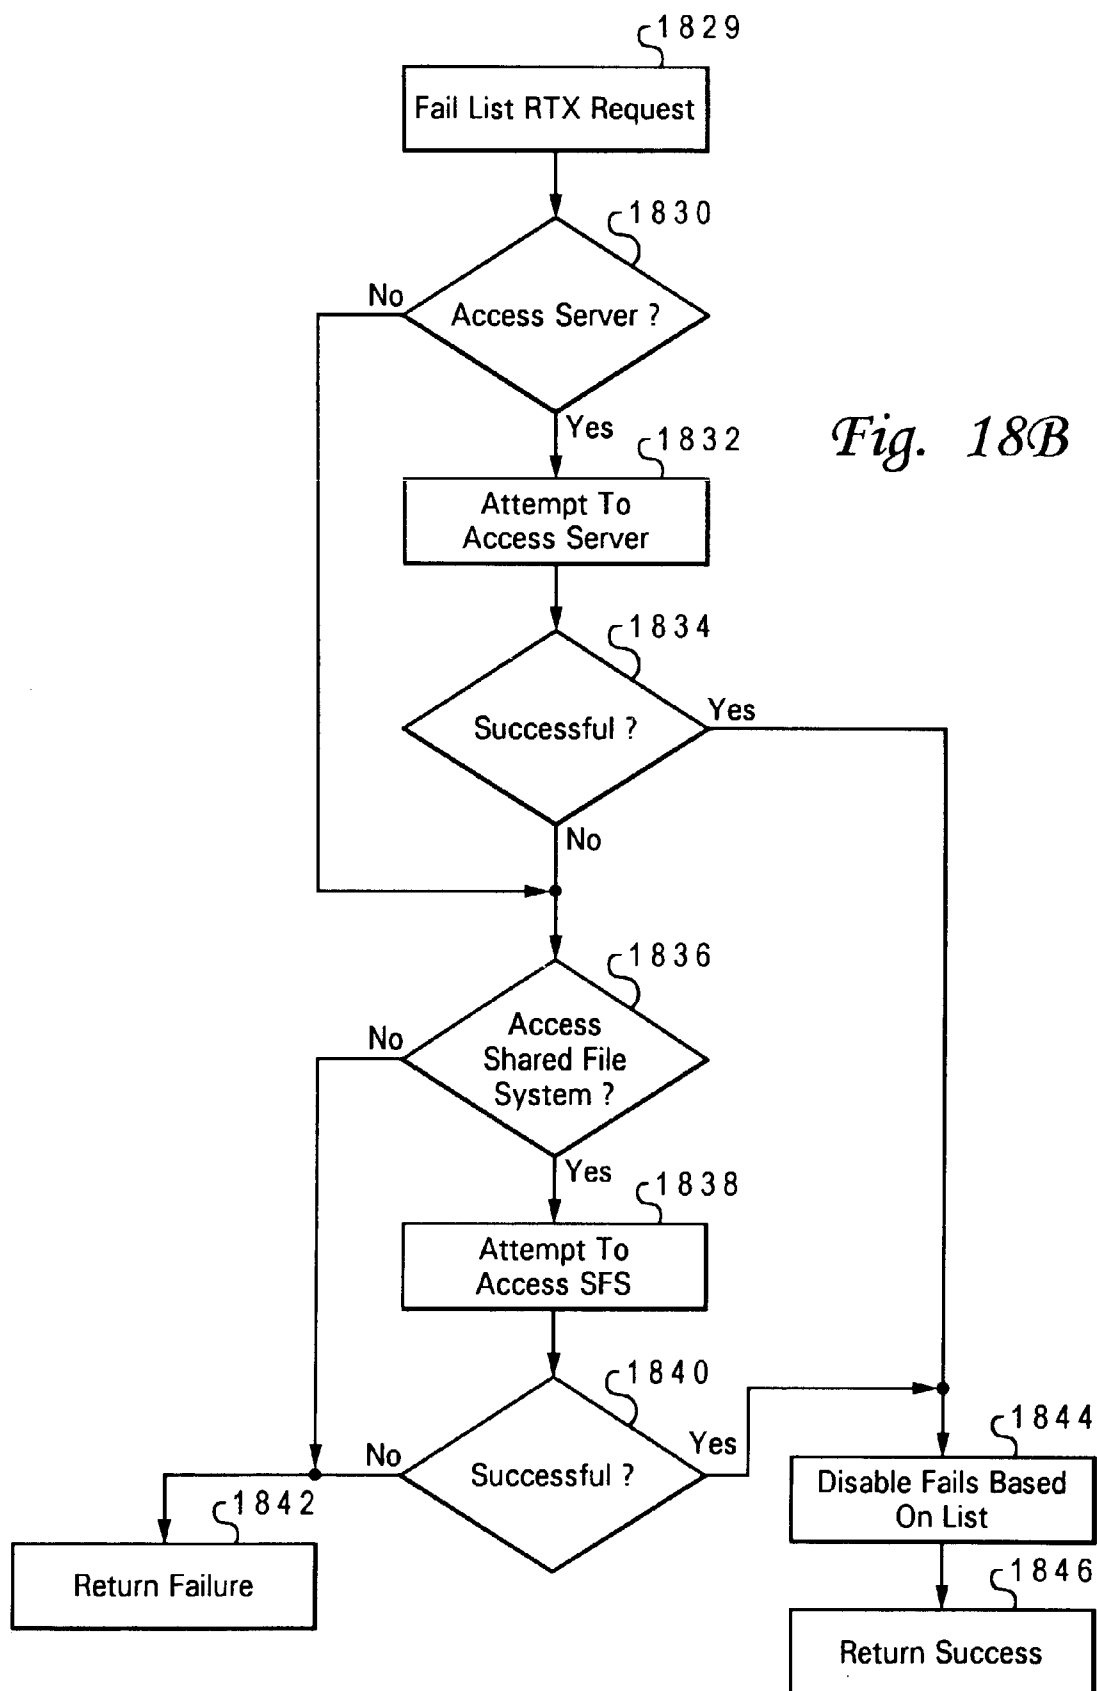 1829
Fail List RTX Request
1830
No
Access Server ?
Yes
Fig. 18B
1832
Attempt To
Access Server
1834
Yes
Successful ?
No
1836
No
Access
Shared File
System ?
Yes
1838
Attempt To
Access SFS
1840
No
Yes
Successful ?
1844
Disable Fails Based
On List
1842
Return Failure
1846
Return Success